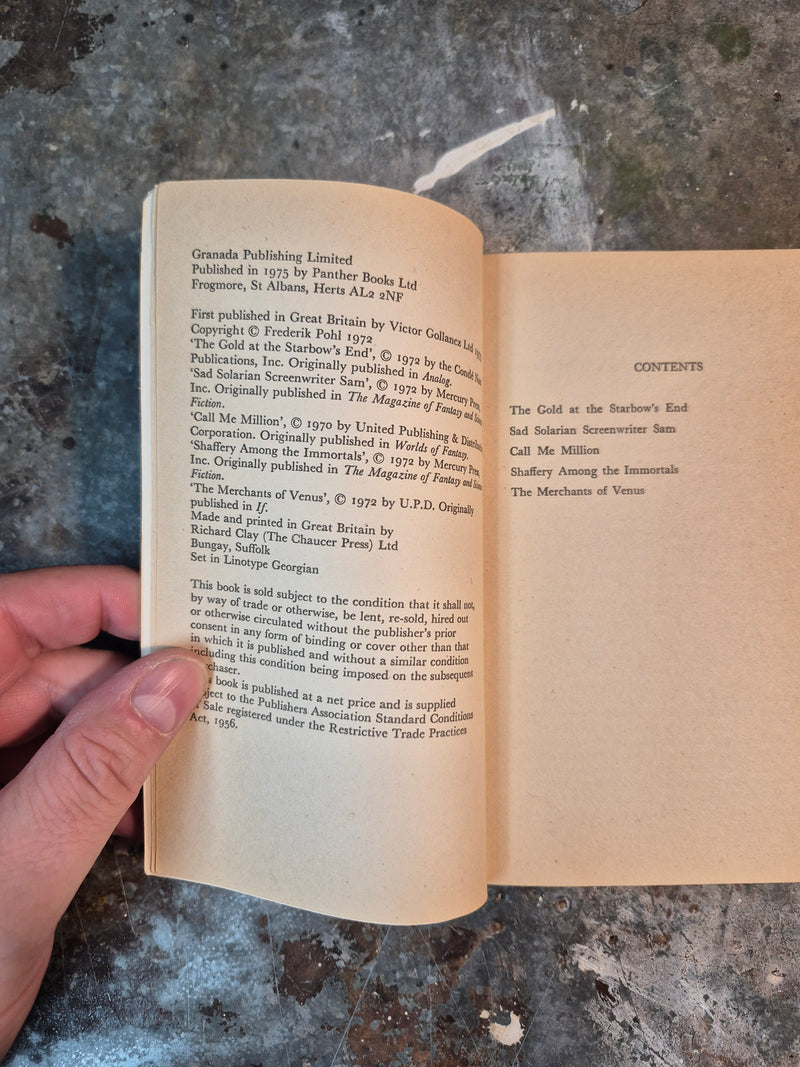 Granada Publishing Limited
Published in 1975 by Panther Books Ltd
Frogmore, St Albans, Herts AL2 2NF
First published in Great Britain by Victor Gollancz Ltd
Copyright © Frederik Pohl 1972
'The Gold at the Starbow's End', © 1972 by the Condé
Publications, Inc. Originally published in Analog.
'Sad Solarian Screenwriter Sam', © 1972 by Mercury Press,
Inc. Originally published in The Magazine of Fantasy and
Fiction.
'Call Me Million', © 1970 by United Publishing &
Corporation. Originally published in Worlds of Fantasy.
'Shaffery Among the Immortals', © 1972 by Mercury Press,
Inc. Originally published in The Magazine of Fantasy and
Fiction.
'The Merchants of Venus', © 1972 by U.P.D. Originally
published in If.
Made and printed in Great Britain by
Richard Clay (The Chaucer Press) Ltd
Bungay, Suffolk
Set in Linotype Georgian
This book is sold subject to the condition that it shall not,
by way of trade or otherwise, be lent, re-sold, hired out
or otherwise circulated without the publisher's prior
consent in any form of binding or cover other than that
in which it is published and without a similar condition
including this condition being imposed on the subsequent
book is published at a net price and is supplied
to the Publishers Association Standard Conditions
Sale registered under the Restrictive Trade Practices
Act, 1956.
CONTENTS
The Gold at the Starbow's End
Sad Solarian Screenwriter Sam
Call Me Million
Shaffery Among the Immortals
The Merchants of Venus